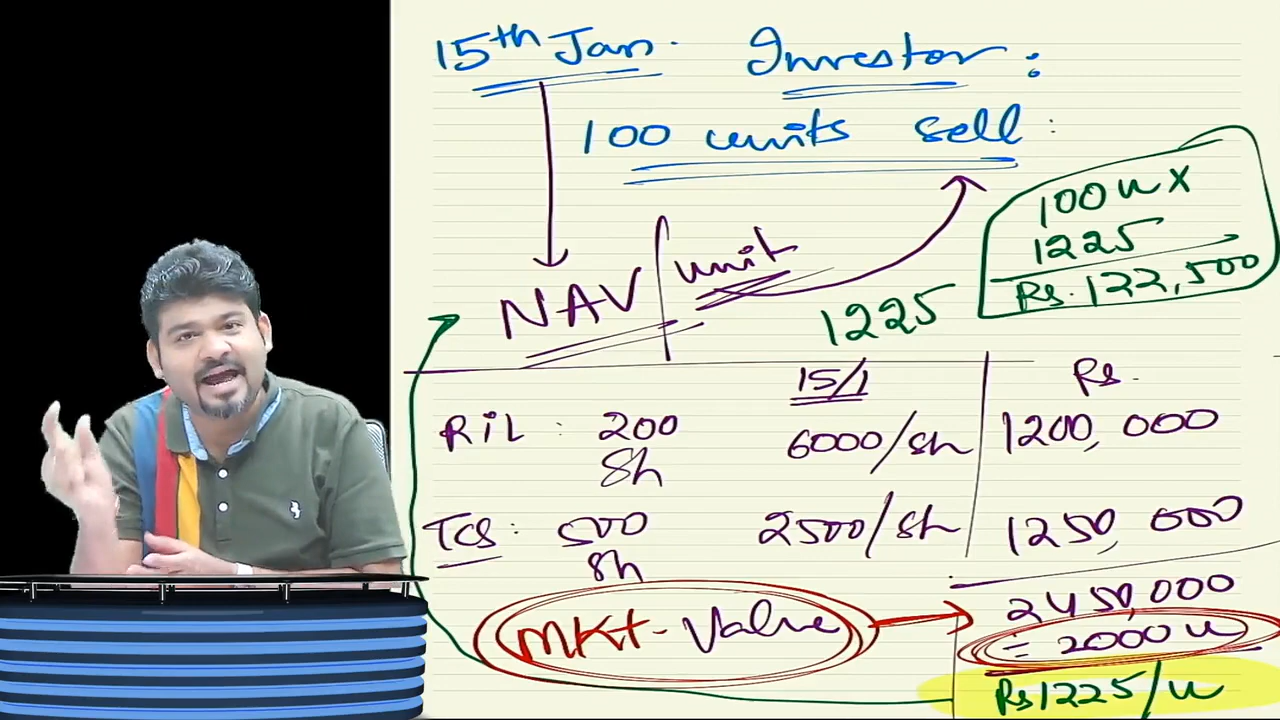 15th Jan. Investor:
100 units sell:
100 u x
1225
Rs. 122,500
NAV/unit
1225
15/1 Rs.
RIL: 200 sh 6000/sh 1200,000
TCS: 500 sh 2500/sh 1250,000
MKt-Value → 2450,000
÷ 2000 u
Rs 1225/u